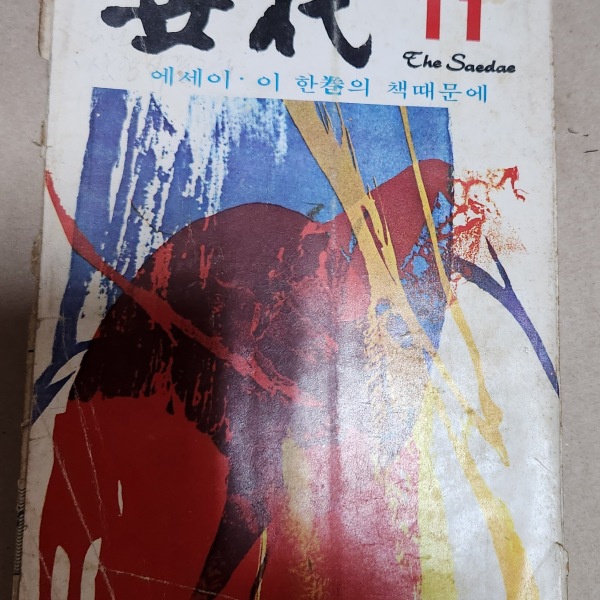 世代 11
The Saedae
에세이·이 한 卷의 책때문에